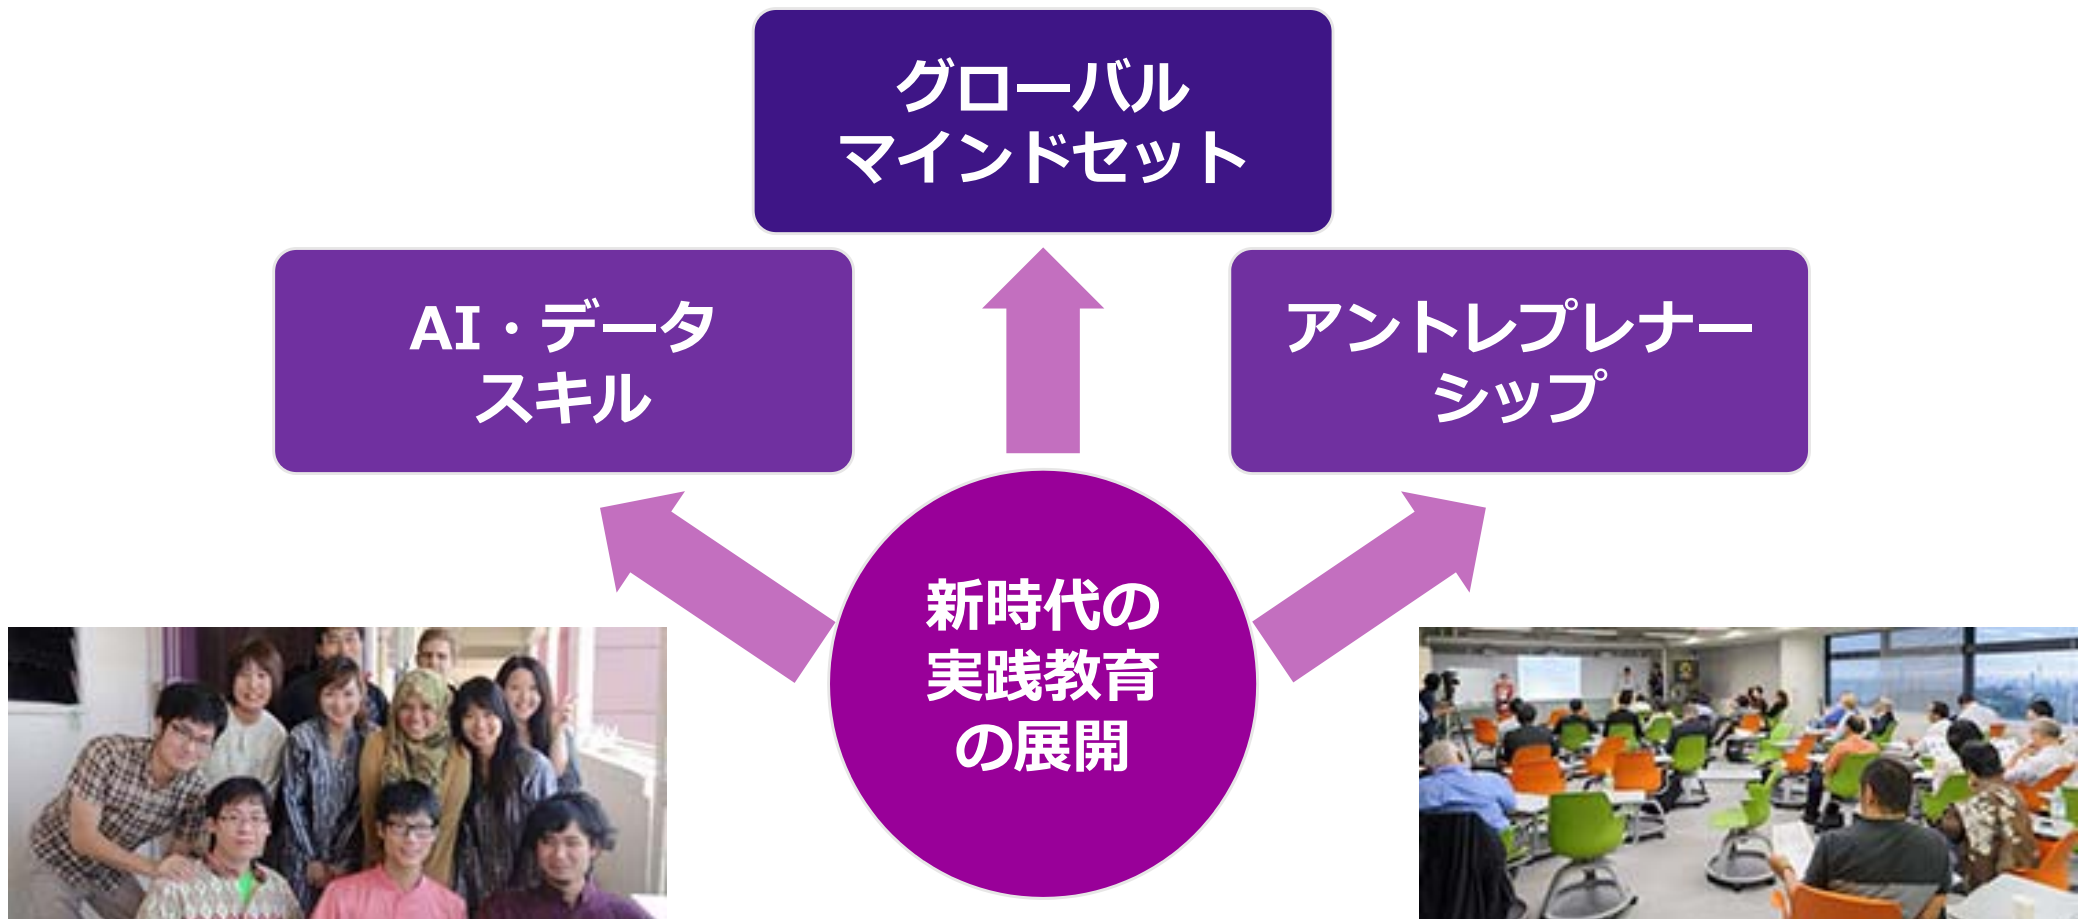 グローバル
マインドセット
AI・データ
スキル
アントレプレナー
シップ
新時代の
実践教育
の展開